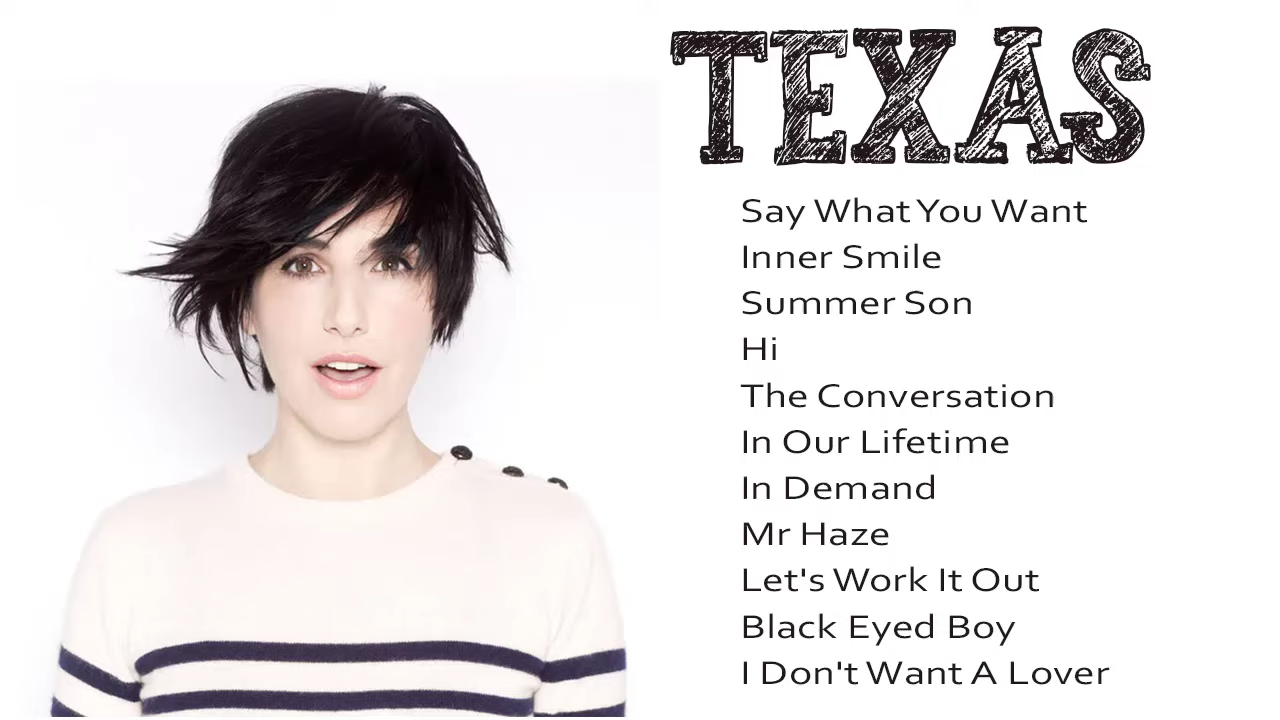 TEXAS
Say What You Want
Inner Smile
Summer Son
Hi
The Conversation
In Our Lifetime
In Demand
Mr Haze
Let's Work It Out
Black Eyed Boy
I Don't Want A Lover